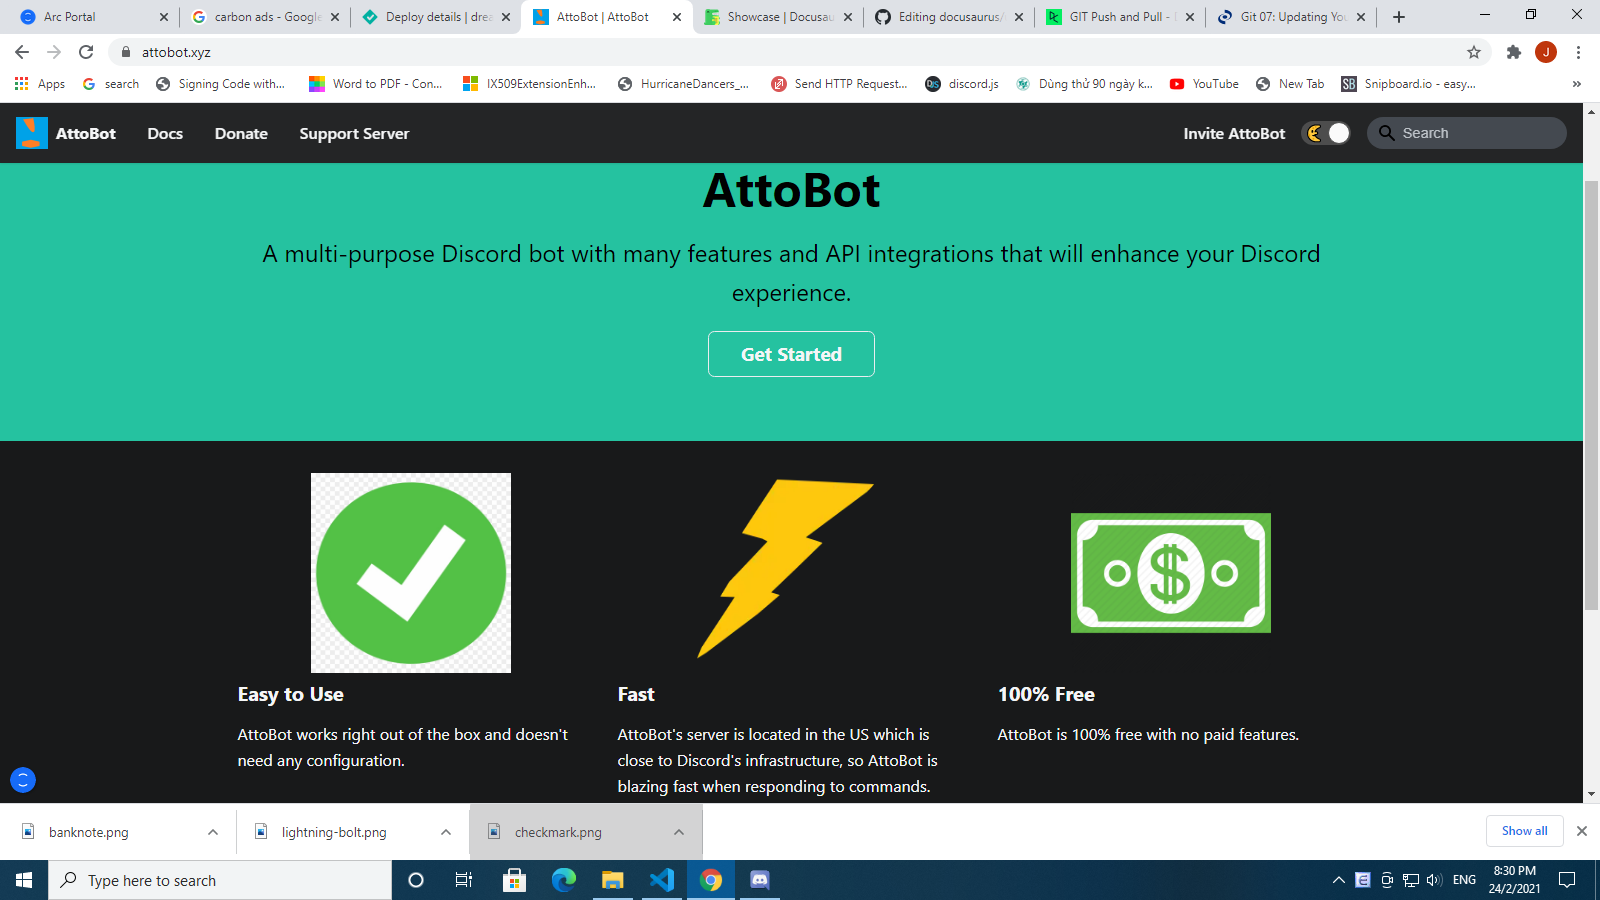 Arc Portal
carbon ads - Google
Deploy details | drea
AttoBot | AttoBot
Showcase | Docusau
Editing docusaurus/
GIT Push and Pull -
Git 07: Updating You
attobot.xyz
J
Apps
search
Signing Code with...
Word to PDF - Con...
IX509ExtensionEnh...
HurricaneDancers_...
Send HTTP Request...
discord.js
Dùng thử 90 ngày k...
YouTube
New Tab
SB
Snipboard.io - easy...
»
AttoBot
Docs
Donate
Support Server
Invite AttoBot
Search
AttoBot
A multi-purpose Discord bot with many features and API integrations that will enhance your Discord
experience.
Get Started
$
Easy to Use
AttoBot works right out of the box and doesn't
need any configuration.
Fast
AttoBot's server is located in the US which is
close to Discord's infrastructure, so AttoBot is
blazing fast when responding to commands.
100% Free
AttoBot is 100% free with no paid features.
banknote.png
lightning-bolt.png
checkmark.png
Show all
Type here to search
ENG
8:30 PM
24/2/2021